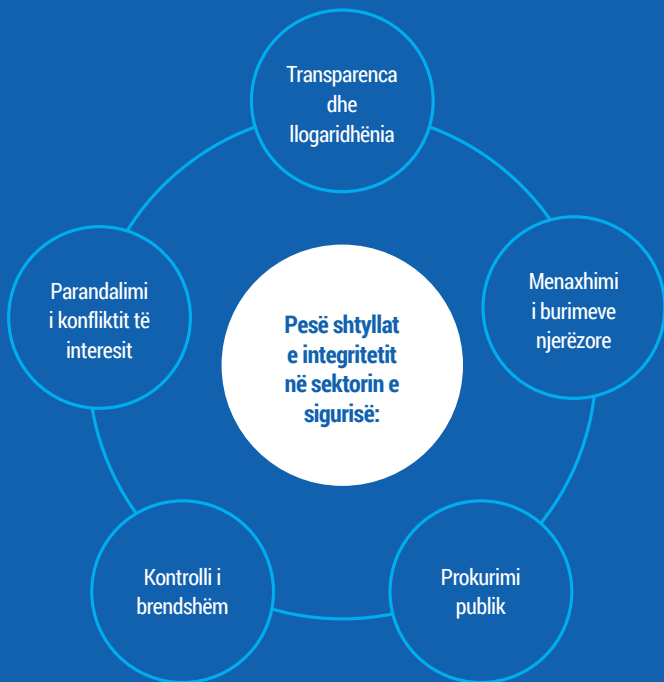 Transparenca
dhe
llogaridhënia
Menaxhimi
i burimeve
njerëzore
Prokurimi
publik
Kontrolli i
brendshëm
Parandalimi
i konfliktit të
interesit
Pesë shtyllat
e integritetit
në sektorin e
sigurisë: